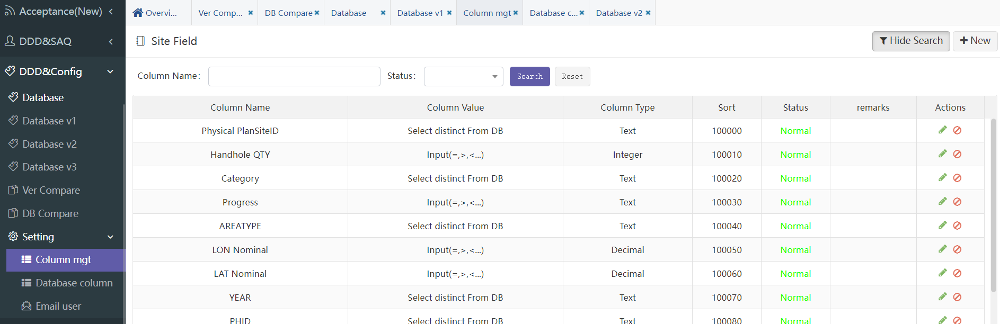 Acceptance(New)
DDD&SAQ
DDD&Config
Database
Database v1
Database v2
Database v3
Ver Compare
DB Compare
Setting
Column mgt
Database column
Email user
Overvi... Ver Comp... DB Compare Database Database v1 Column mgt Database c... Database v2
Site Field
Hide Search New
Column Name: Status: Search Reset
Column Name Column Value Column Type Sort Status remarks Actions
Physical PlanSiteID Select distinct From DB Text 100000 Normal
Handhole QTY Input(=,>,<...) Integer 100010 Normal
Category Select distinct From DB Text 100020 Normal
Progress Input(=,>,<...) Text 100030 Normal
AREATYPE Select distinct From DB Text 100040 Normal
LON Nominal Input(=,>,<...) Decimal 100050 Normal
LAT Nominal Input(=,>,<...) Decimal 100060 Normal
YEAR Select distinct From DB Text 100070 Normal
PHID Select distinct From DB Text 100080 Normal